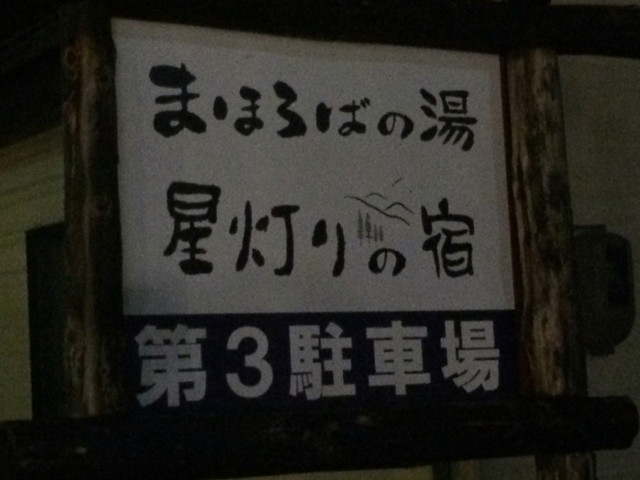 まほろばの湯
星灯りの宿
第3駐車場